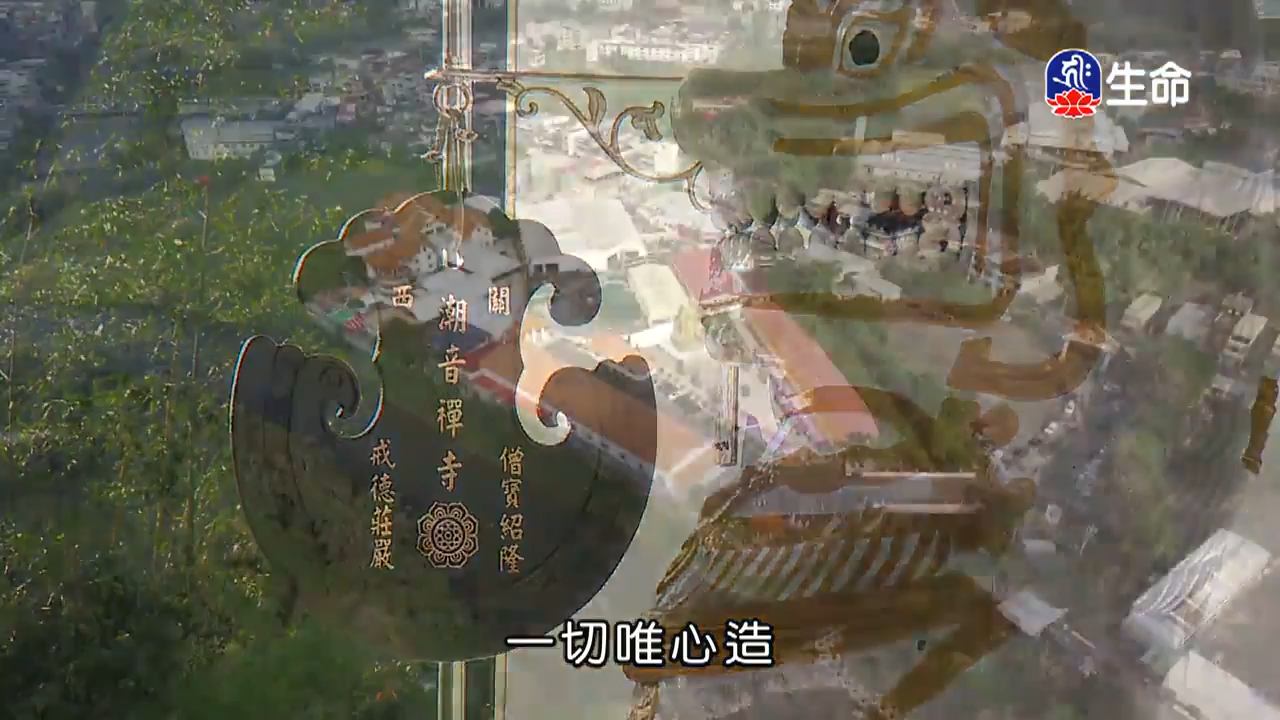 生命
關西
山潮音禪寺
僧寶紹隆
戒德莊嚴
一切唯心造